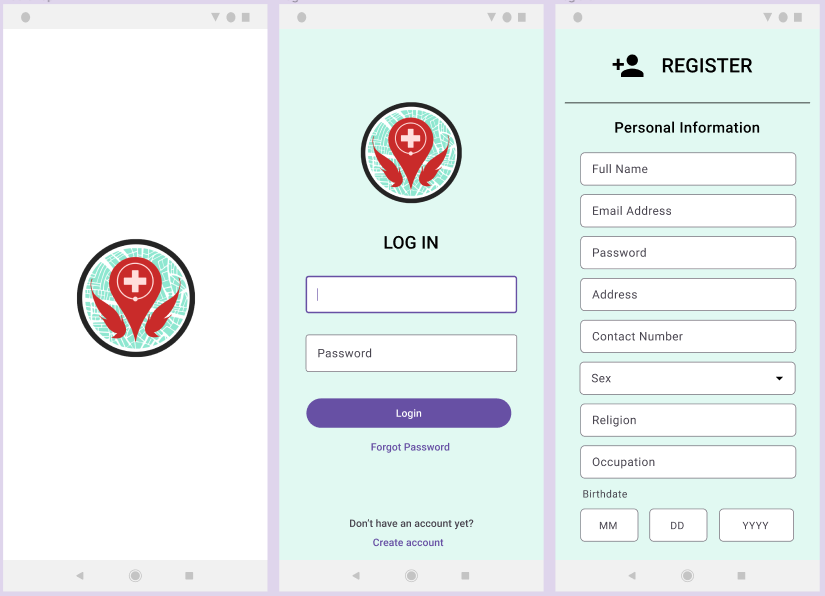 LOG IN
Password
Login
Forgot Password
Don't have an account yet?
Create account
REGISTER
Personal Information
Full Name
Email Address
Password
Address
Contact Number
Sex
Religion
Occupation
Birthdate
MM DD YYYY